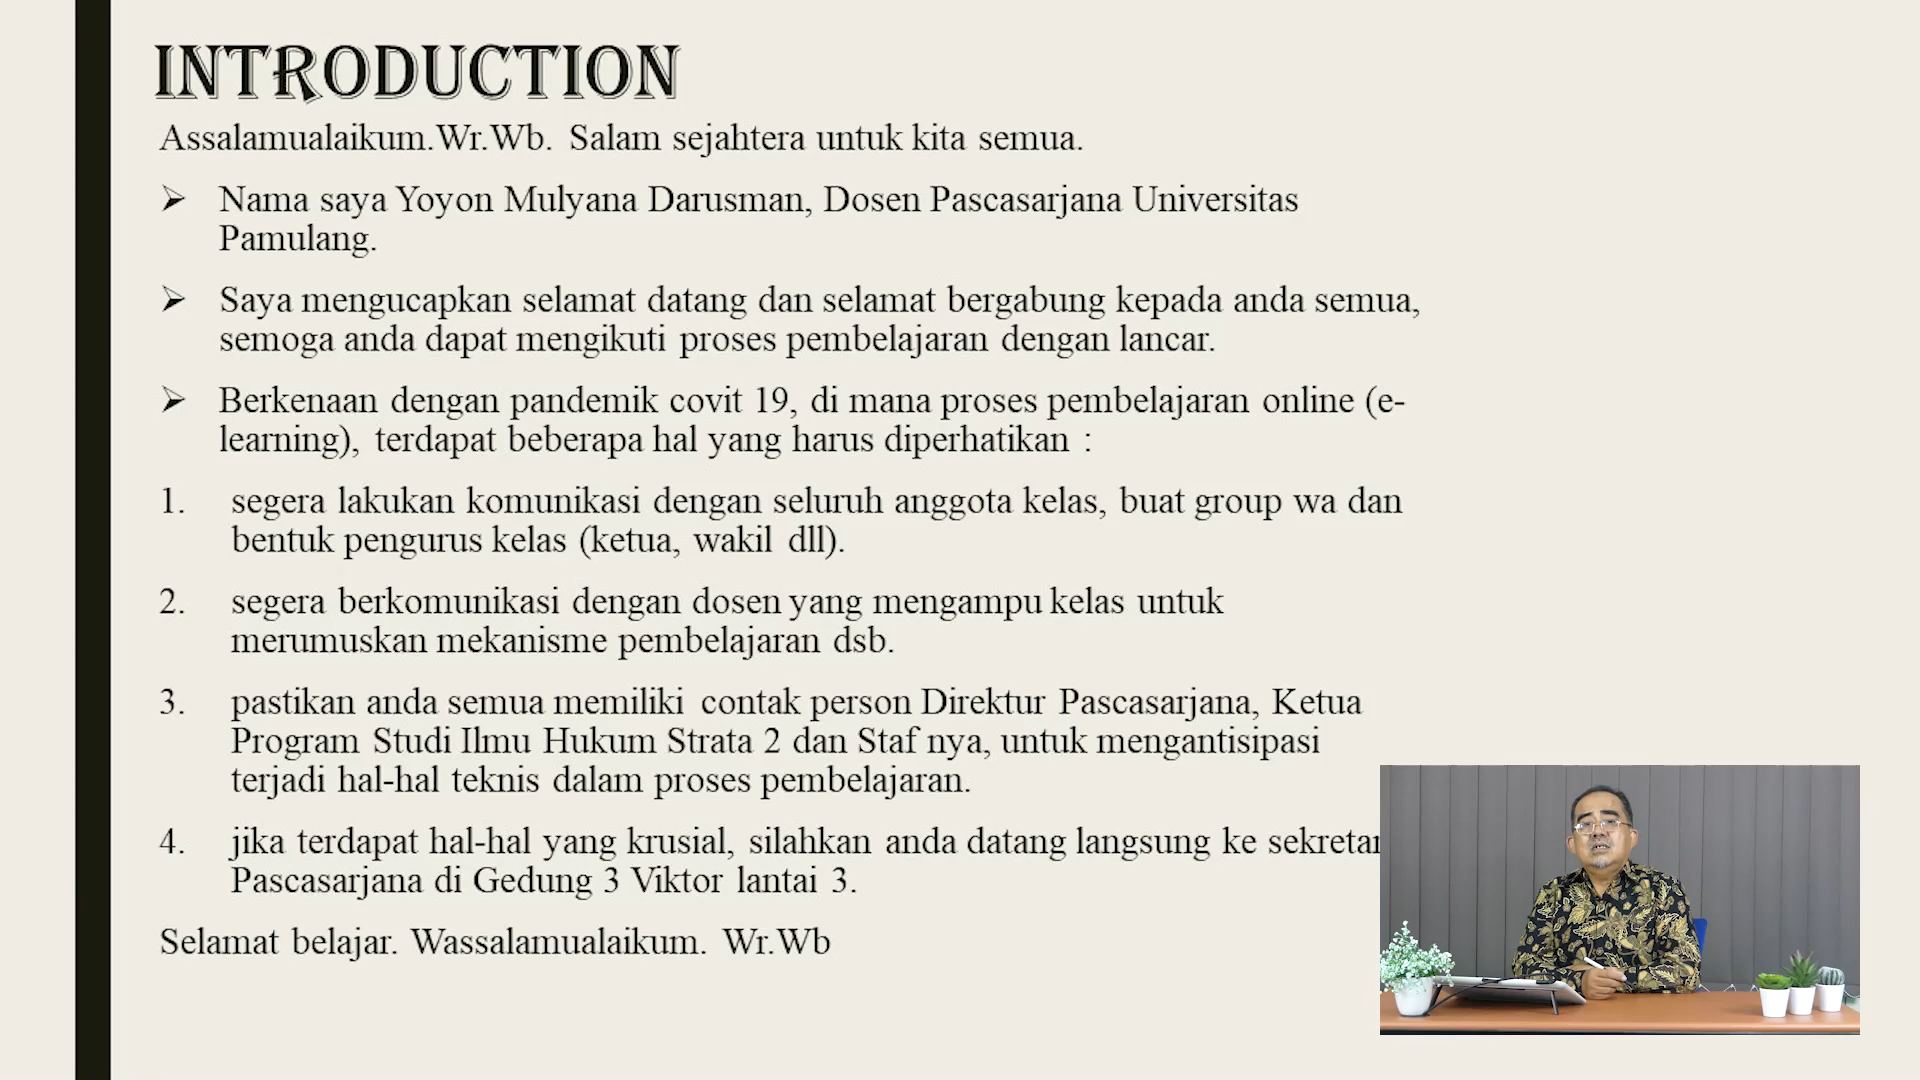 INTRODUCTION
Assalamualaikum.Wr.Wb. Salam sejahtera untuk kita semua.
➢ Nama saya Yoyon Mulyana Darusman, Dosen Pascasarjana Universitas
Pamulang.
➢ Saya mengucapkan selamat datang dan selamat bergabung kepada anda semua,
semoga anda dapat mengikuti proses pembelajaran dengan lancar.
➢ Berkenaan dengan pandemik covit 19, di mana proses pembelajaran online (e-
learning), terdapat beberapa hal yang harus diperhatikan :
1. segera lakukan komunikasi dengan seluruh anggota kelas, buat group wa dan
bentuk pengurus kelas (ketua, wakil dll).
2. segera berkomunikasi dengan dosen yang mengampu kelas untuk
merumuskan mekanisme pembelajaran dsb.
3. pastikan anda semua memiliki contak person Direktur Pascasarjana, Ketua
Program Studi Ilmu Hukum Strata 2 dan Staf nya, untuk mengantisipasi
terjadi hal-hal teknis dalam proses pembelajaran.
4. jika terdapat hal-hal yang krusial, silahkan anda datang langsung ke
Pascasarjana di Gedung 3 Viktor lantai 3.
Selamat belajar. Wassalamualaikum. Wr.Wb